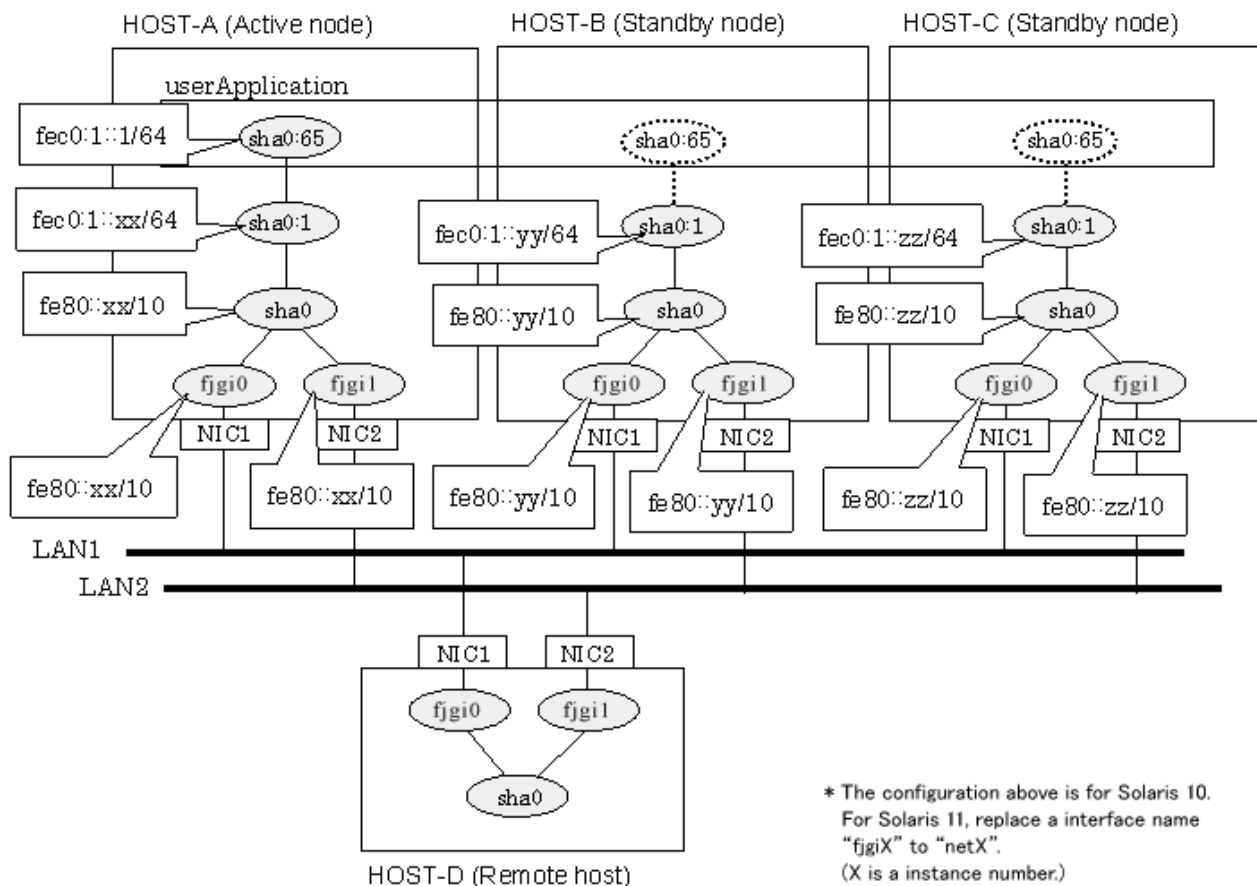 HOST-A (Active node)
HOST-B (Standby node)
HOST-C (Standby node)
userApplication
fec0:1::1/64
sha0:65
sha0:65
sha0:65
fec0:1::xx/64
sha0:1
fec0:1::yy/64
sha0:1
fec0:1::zz/64
sha0:1
fe80::xx/10
sha0
fe80::yy/10
sha0
fe80::zz/10
sha0
fjgi0
fjgi1
fjgi0
fjgi1
fjgi0
fjgi1
NIC1
NIC2
NIC1
NIC2
NIC1
NIC2
fe80::xx/10
fe80::xx/10
fe80::yy/10
fe80::yy/10
fe80::zz/10
fe80::zz/10
LAN1
LAN2
NIC1
NIC2
fjgi0
fjgi1
sha0
HOST-D (Remote host)
* The configuration above is for Solaris 10.
For Solaris 11, replace a interface name
"fjgiX" to "netX".
(X is a instance number.)